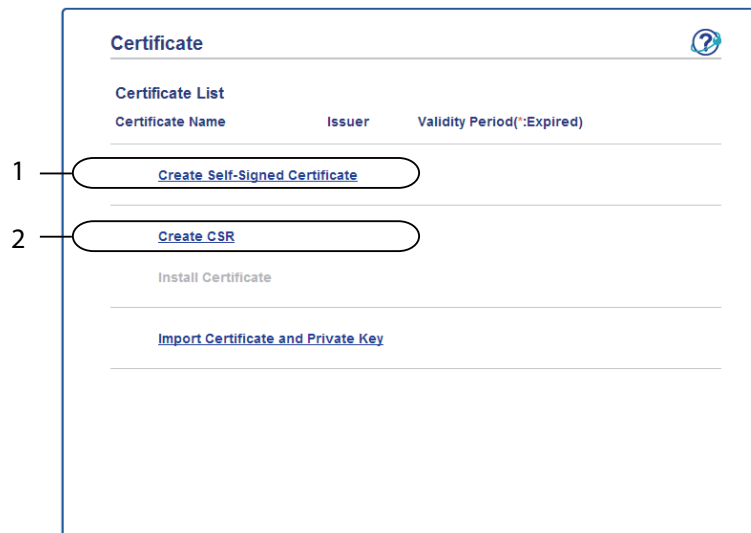 Certificate
?
Certificate List
Certificate Name Issuer Validity Period(*:Expired)
1 Create Self-Signed Certificate
2 Create CSR
Install Certificate
Import Certificate and Private Key